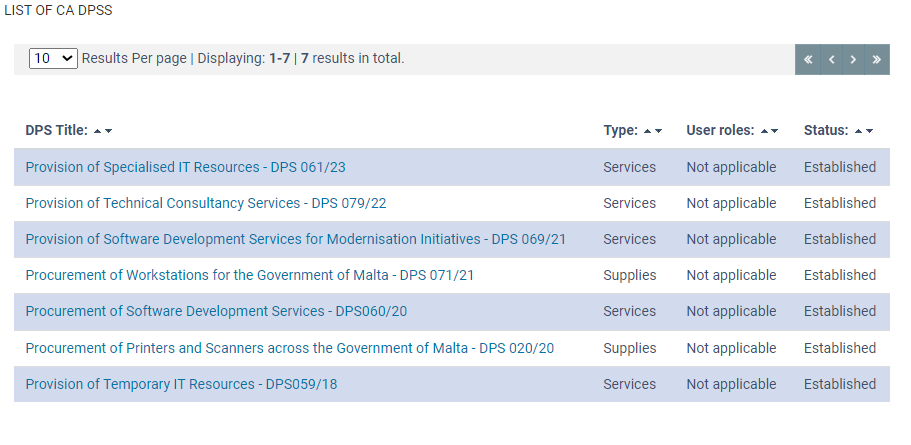 LIST OF CA DPSS
10 Results Per page | Displaying: 1-7 | 7 results in total.
DPS Title: Type: User roles: Status:
Provision of Specialised IT Resources - DPS 061/23 Services Not applicable Established
Provision of Technical Consultancy Services - DPS 079/22 Services Not applicable Established
Provision of Software Development Services for Modernisation Initiatives - DPS 069/21 Services Not applicable Established
Procurement of Workstations for the Government of Malta - DPS 071/21 Supplies Not applicable Established
Procurement of Software Development Services - DPS060/20 Services Not applicable Established
Procurement of Printers and Scanners across the Government of Malta - DPS 020/20 Supplies Not applicable Established
Provision of Temporary IT Resources - DPS059/18 Services Not applicable Established